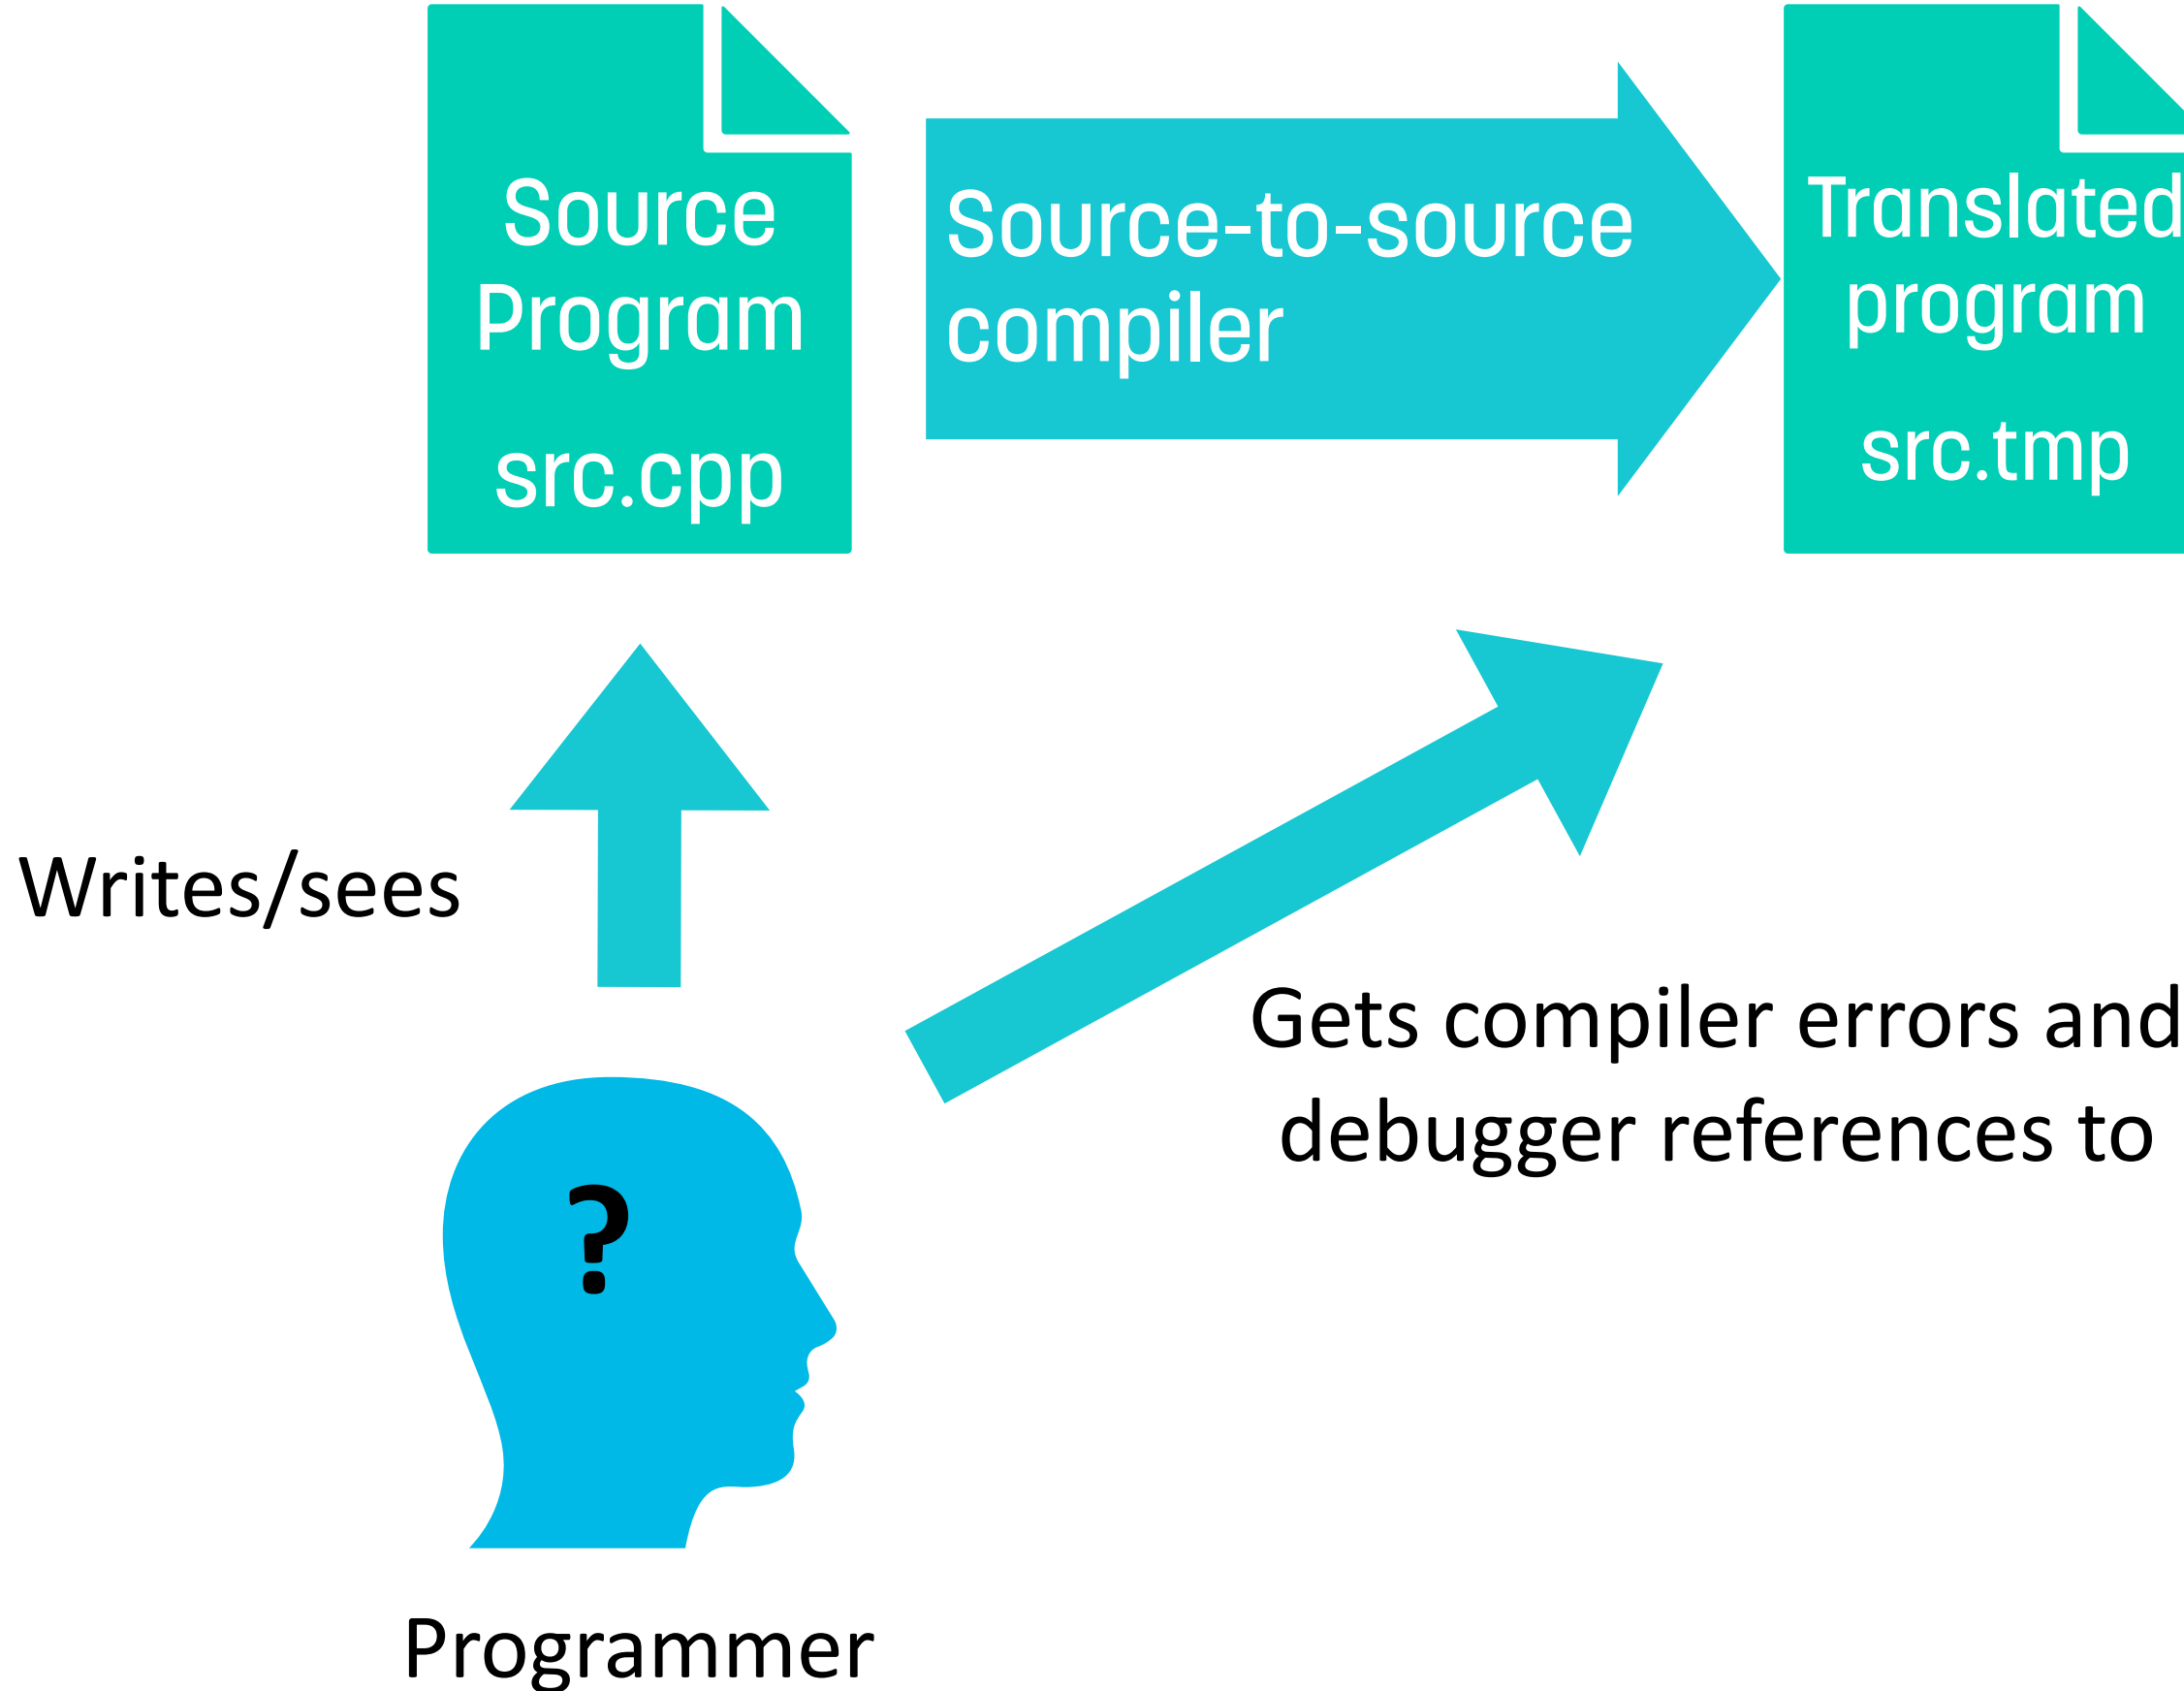 Source
Program
src.cpp
Source-to-source
compiler
Translated
program
src.tmp
Writes/sees
Gets compiler errors and
debugger references to
?
Programmer